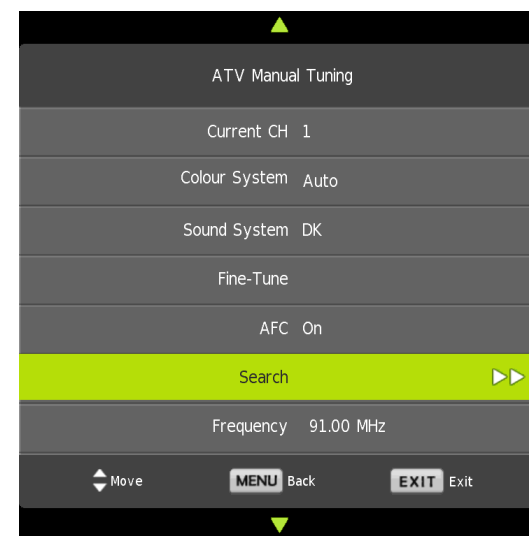 ATV Manual Tuning
Current CH 1
Colour System Auto
Sound System DK
Fine-Tune
AFC On
Search
Frequency 91.00 MHz
Move MENU Back EXIT Exit